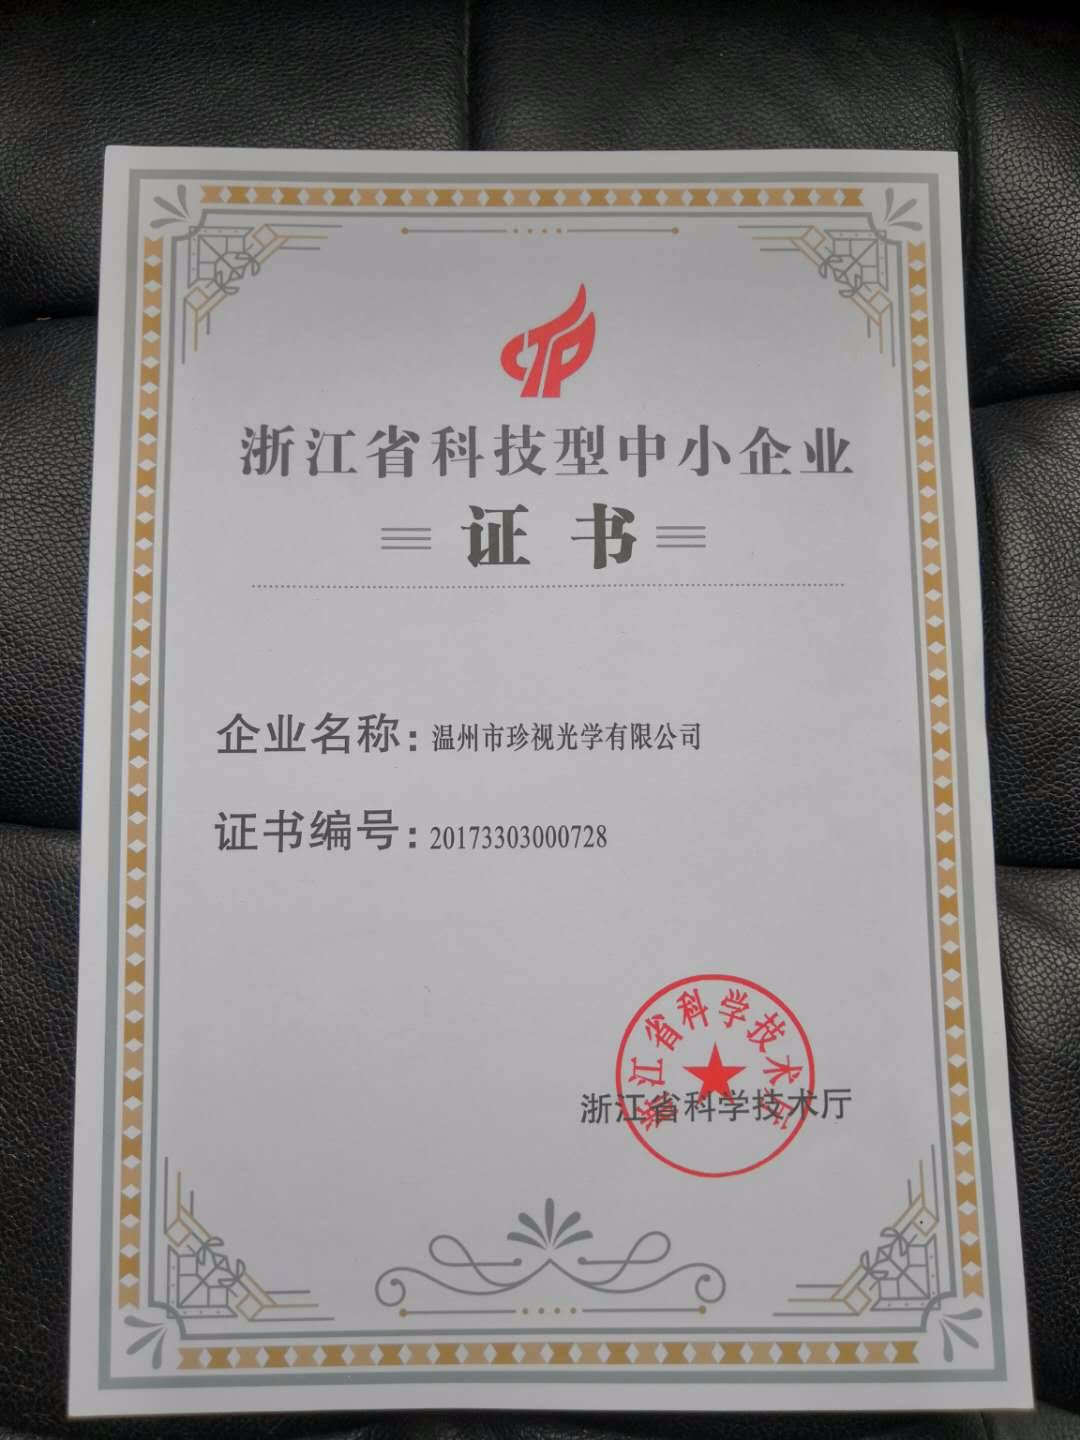 CTP
浙江省科技型中小企业
证书
企业名称：温州市珍视光学有限公司
证书编号：20173303000728
浙江省科学技术厅
浙江省科学技术厅